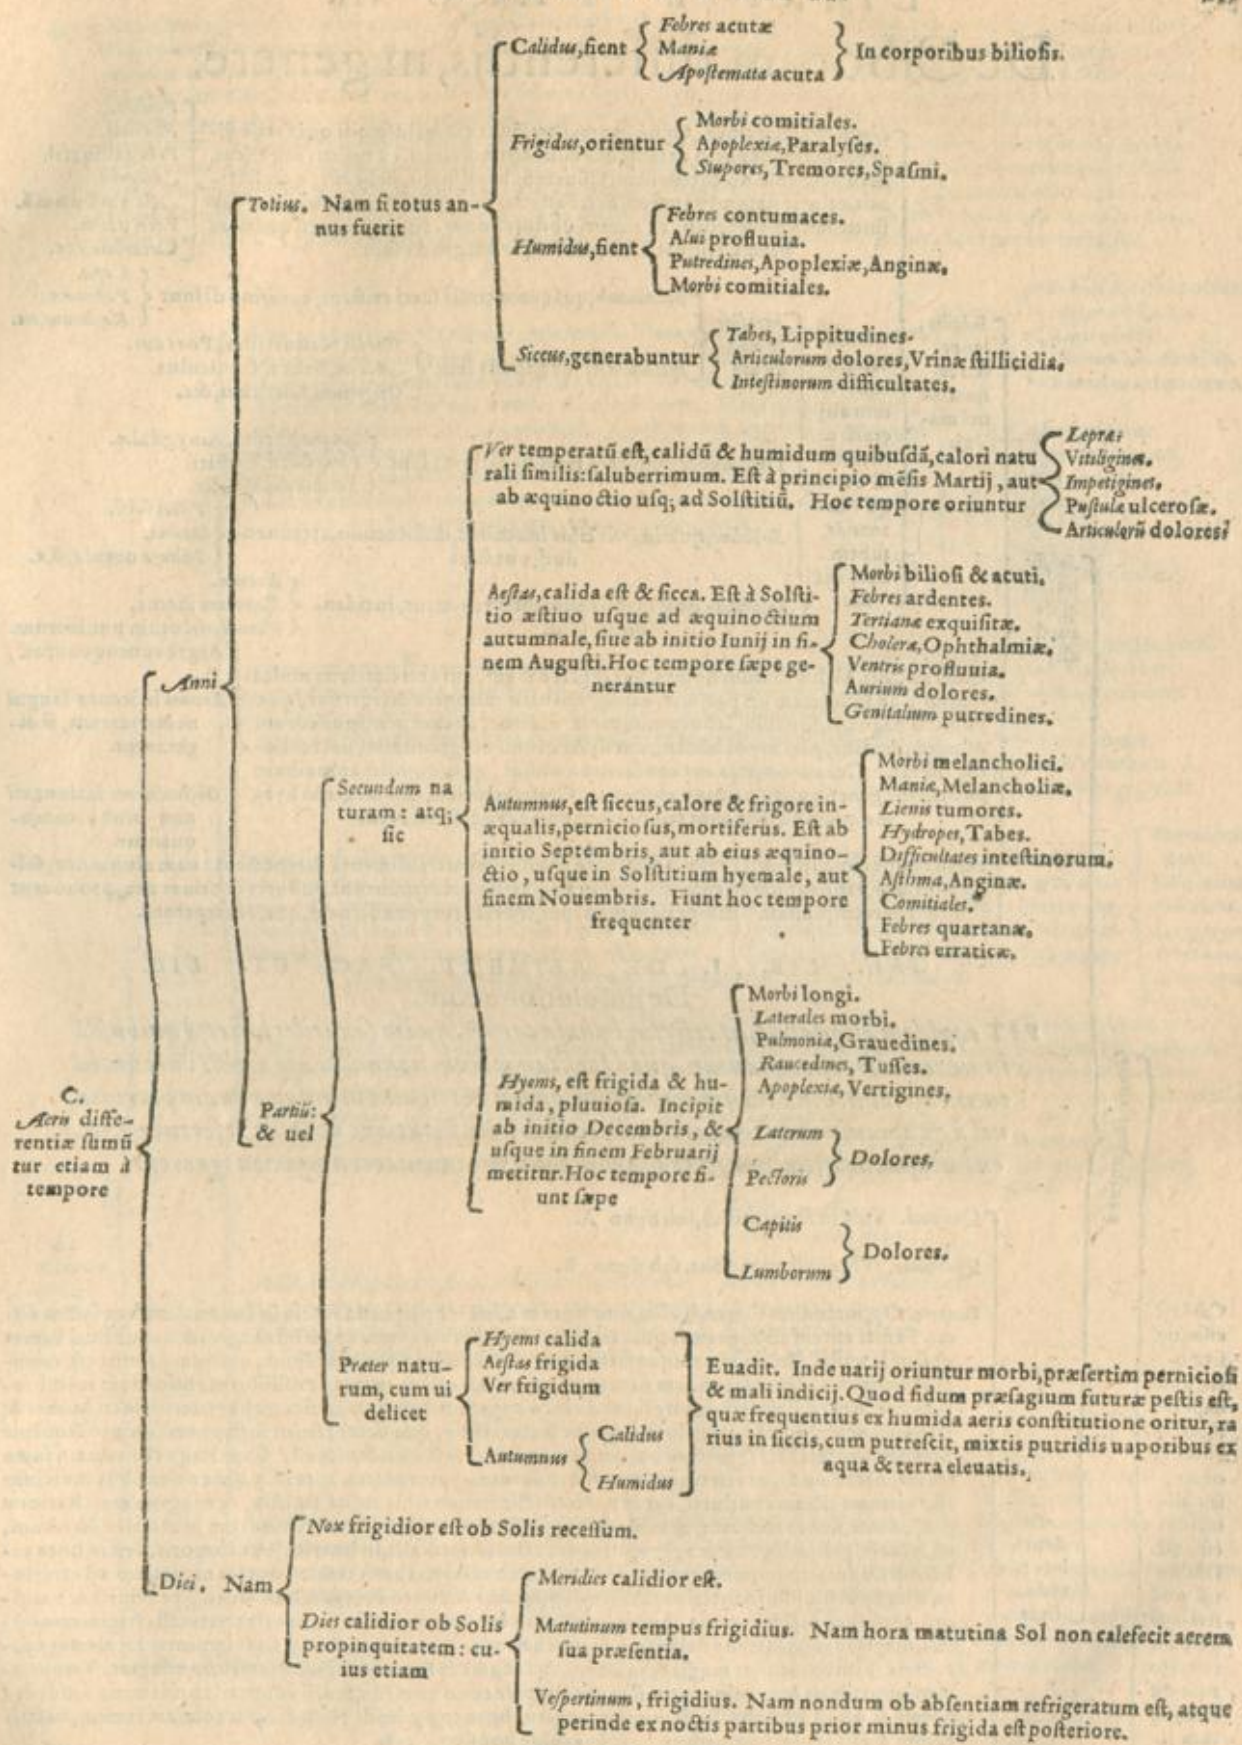 Calidus, fient
Febres acutæ
Maniæ
Apostemata acuta
In corporibus biliosis.
Frigidus, orientur
Morbi comitiales.
Apoplexiæ, Paralyses.
Stupores, Tremores, Spasmi.
Totius. Nam si totus an-
nus fuerit
Humidus, fient
Febres contumaces.
Alui profluuia.
Putredines, Apoplexiæ, Anginæ.
Morbi comitiales.
Siccus, generabuntur
Tabes, Lippitudines.
Articulorum dolores, Vrinæ stillicidia.
Intestinorum difficultates.
Ver temperatū est, calidū & humidum quibusdā, calori natu
rali similis: saluberrimum. Est à principio mēsis Martij, aut
ab æquinoctio usq; ad Solstitiū. Hoc tempore oriuntur
Lepræ:
Vitiligines.
Impetigines.
Pustulæ ulcerosæ.
Articulorū dolores:
Aestas, calida est & sicca. Est à Solsti-
tio æstiuo usque ad æquinoctium
autumnale, siue ab initio Iunij in fi-
nem Augusti. Hoc tempore sæpe ge-
nerantur
Morbi biliosi & acuti.
Febres ardentes.
Tertianæ exquisitæ.
Choleræ, Ophthalmiæ.
Ventris profluuia.
Aurium dolores.
Genitalium putredines.
Anni
Secundum na
turam: atq;
sic
Autumnus, est siccus, calore & frigore in-
æqualis, perniciosus, mortiferus. Est ab
initio Septembris, aut ab eius æquino-
ctio, usque in Solstitium hyemale, aut
finem Nouembris. Fiunt hoc tempore
frequenter
Morbi melancholici.
Maniæ, Melancholiæ.
Lienis tumores.
Hydropes, Tabes.
Difficultates intestinorum.
Asthma, Anginæ.
Comitiales.
Febres quartanæ.
Febres erraticæ.
C.
Aeris diffe-
rentiæ sumū
tur etiam à
tempore
Partiū:
& uel
Hyems, est frigida & hu-
mida, pluuiosa. Incipit
ab initio Decembris, &
usque in finem Februarij
metitur. Hoc tempore fi-
unt sæpe
Morbi longi.
Laterales morbi.
Pulmoniæ, Grauedines.
Raucedines, Tusses.
Apoplexiæ, Vertigines.
Laterum
Pectoris
Dolores.
Capitis
Lumborum
Dolores.
Præter natu-
rum, cum ui
delicet
Hyems calida
Aestas frigida
Ver frigidum
Autumnus
Calidus
Humidus
Euadit. Inde uarij oriuntur morbi, præsertim perniciosi
& mali indicij. Quod fidum præsagium futuræ pestis est,
quæ frequentius ex humida aeris constitutione oritur, ra
rius in siccis, cum putrescit, mixtis putridis uaporibus ex
aqua & terra eleuatis.
Diei. Nam
Nox frigidior est ob Solis recessum.
Dies calidior ob Solis
propinquitatem: cu-
ius etiam
Meridies calidior est.
Matutinum tempus frigidius. Nam hora matutina Sol non calefecit aerem
sua præsentia.
Vespertinum, frigidius. Nam nondum ob absentiam refrigeratum est, atque
perinde ex noctis partibus prior minus frigida est posteriore.